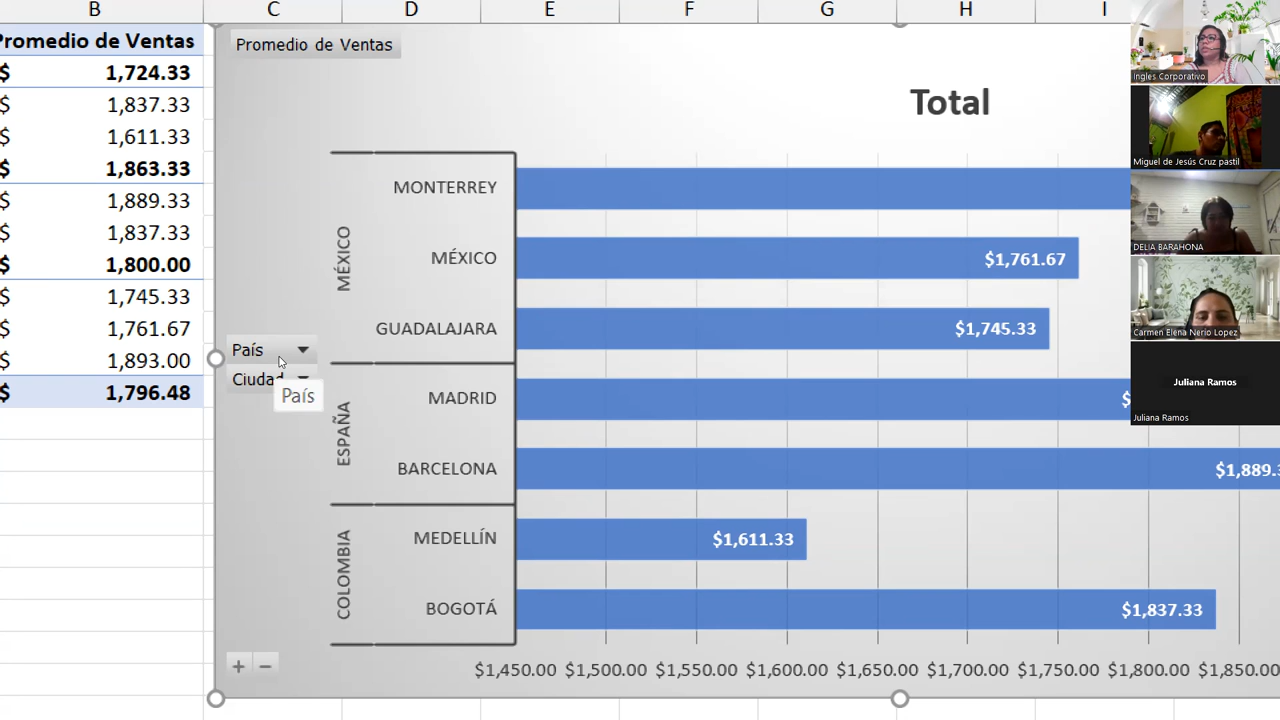 B C D E F G H I
Promedio de Ventas
$ 1,724.33
$ 1,837.33
$ 1,611.33
$ 1,863.33
$ 1,889.33
$ 1,837.33
$ 1,800.00
$ 1,745.33
$ 1,761.67
$ 1,893.00
$ 1,796.48
Promedio de Ventas
Total
MÉXICO
MONTERREY
MÉXICO $1,761.67
GUADALAJARA $1,745.33
ESPAÑA
MADRID $
BARCELONA $1,889.3
COLOMBIA
MEDELLÍN $1,611.33
BOGOTÁ $1,837.33
País
Ciudad
País
+ −
$1,450.00 $1,500.00 $1,550.00 $1,600.00 $1,650.00 $1,700.00 $1,750.00 $1,800.00 $1,850.00
Ingles Corporativo
Miguel de Jesús Cruz pastil
DELIA BARAHONA
Carmen Elena Nerio Lopez
Juliana Ramos
Juliana Ramos